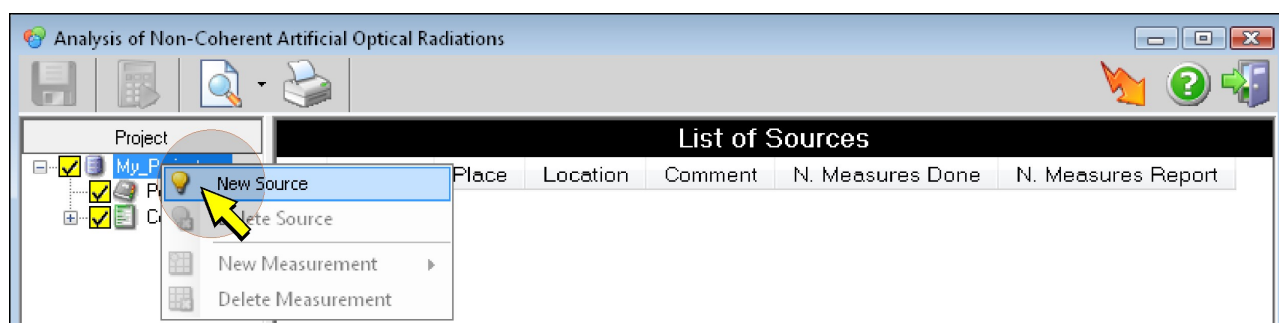 Analysis of Non-Coherent Artificial Optical Radiations
Project
List of Sources
Place Location Comment N. Measures Done N. Measures Report
New Source
Source
New Measurement
Delete Measurement